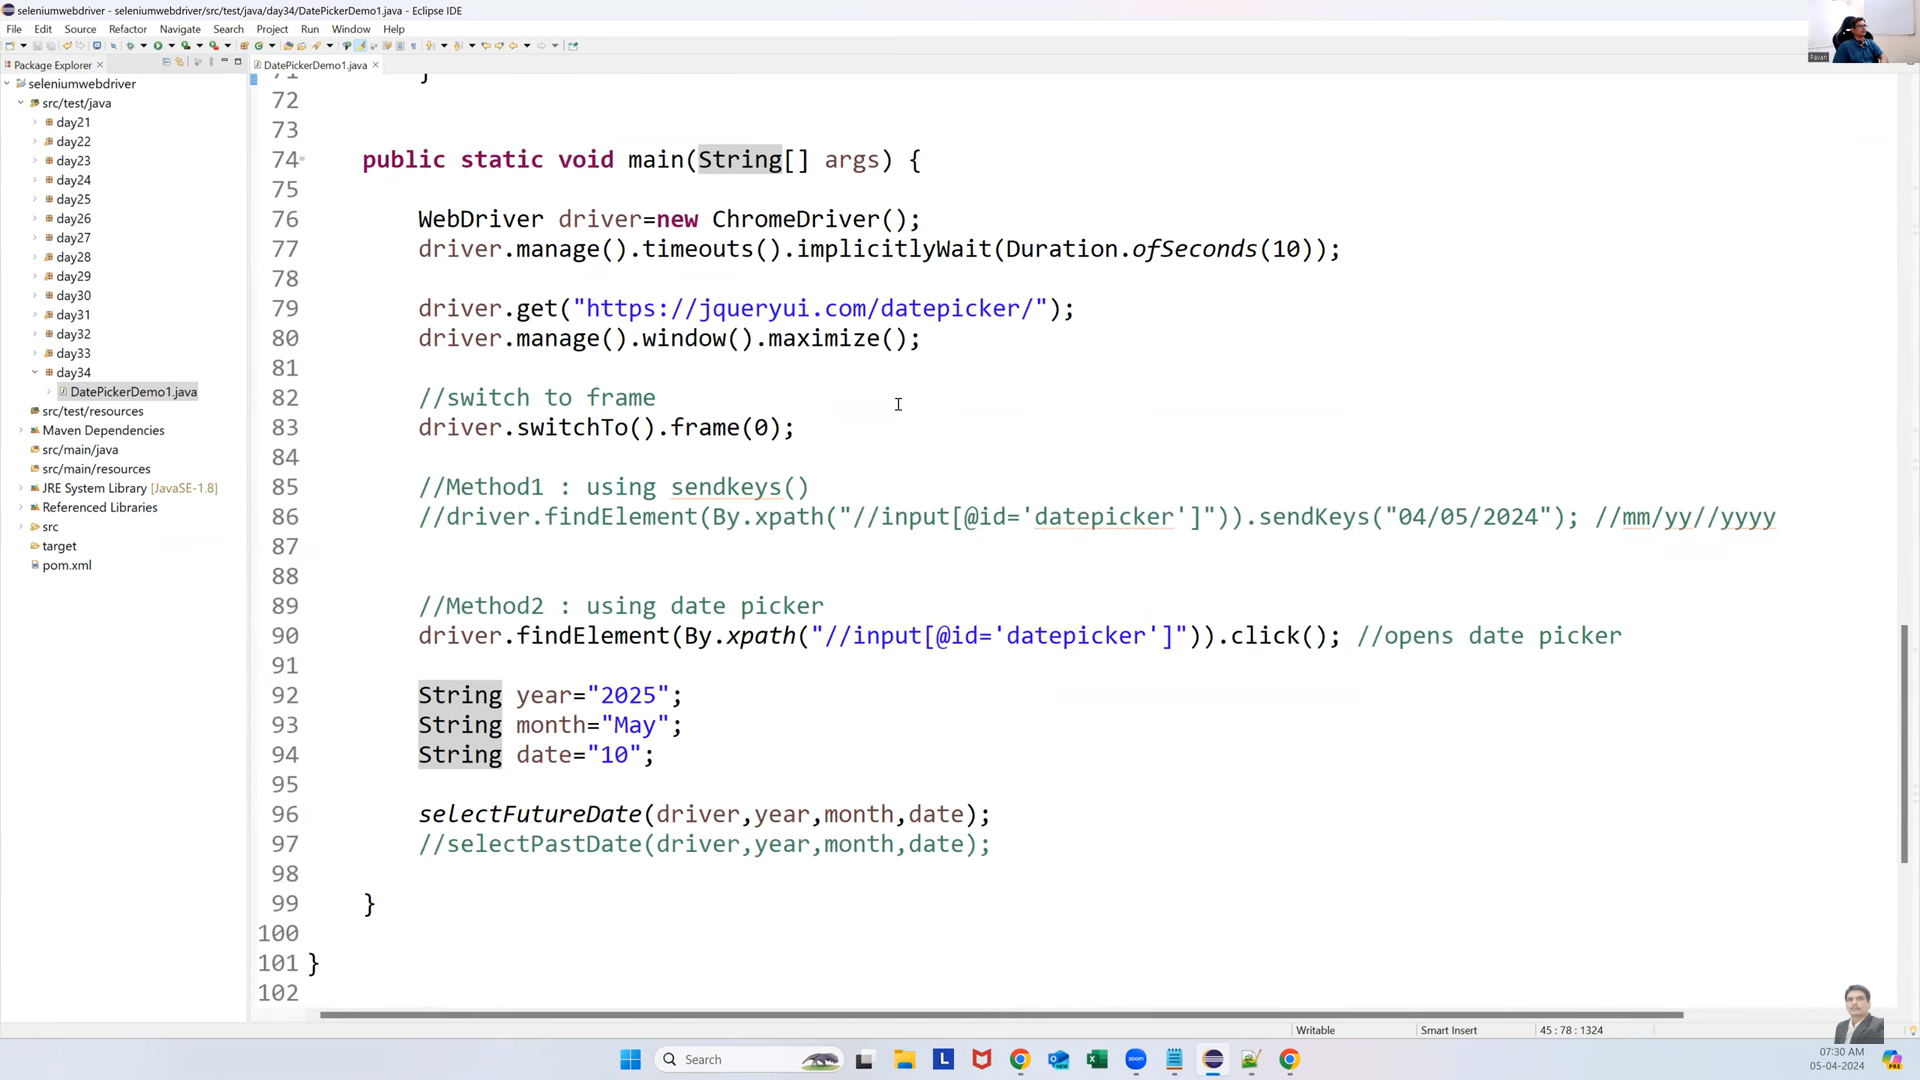 seleniumwebdriver - seleniumwebdriver/src/test/java/day34/DatePickerDemo1.java - Eclipse IDE
File Edit Source Refactor Navigate Search Project Run Window Help
Package Explorer
DatePickerDemo1.java
Pavan
seleniumwebdriver
src/test/java
day21
day22
day23
day24
day25
day26
day27
day28
day29
day30
day31
day32
day33
day34
DatePickerDemo1.java
src/test/resources
Maven Dependencies
src/main/java
src/main/resources
JRE System Library [JavaSE-1.8]
Referenced Libraries
src
target
pom.xml
71 }
72
73
74 public static void main(String[] args) {
75
76 WebDriver driver=new ChromeDriver();
77 driver.manage().timeouts().implicitlyWait(Duration.ofSeconds(10));
78
79 driver.get("https://jqueryui.com/datepicker/");
80 driver.manage().window().maximize();
81
82 //switch to frame
83 driver.switchTo().frame(0);
84
85 //Method1 : using sendkeys()
86 //driver.findElement(By.xpath("//input[@id='datepicker']")).sendKeys("04/05/2024"); //mm/yy//yyyy
87
88
89 //Method2 : using date picker
90 driver.findElement(By.xpath("//input[@id='datepicker']")).click(); //opens date picker
91
92 String year="2025";
93 String month="May";
94 String date="10";
95
96 selectFutureDate(driver,year,month,date);
97 //selectPastDate(driver,year,month,date);
98
99 }
100
101 }
102
Writable Smart Insert 45 : 78 : 1324
Search
07:30 AM
05-04-2024